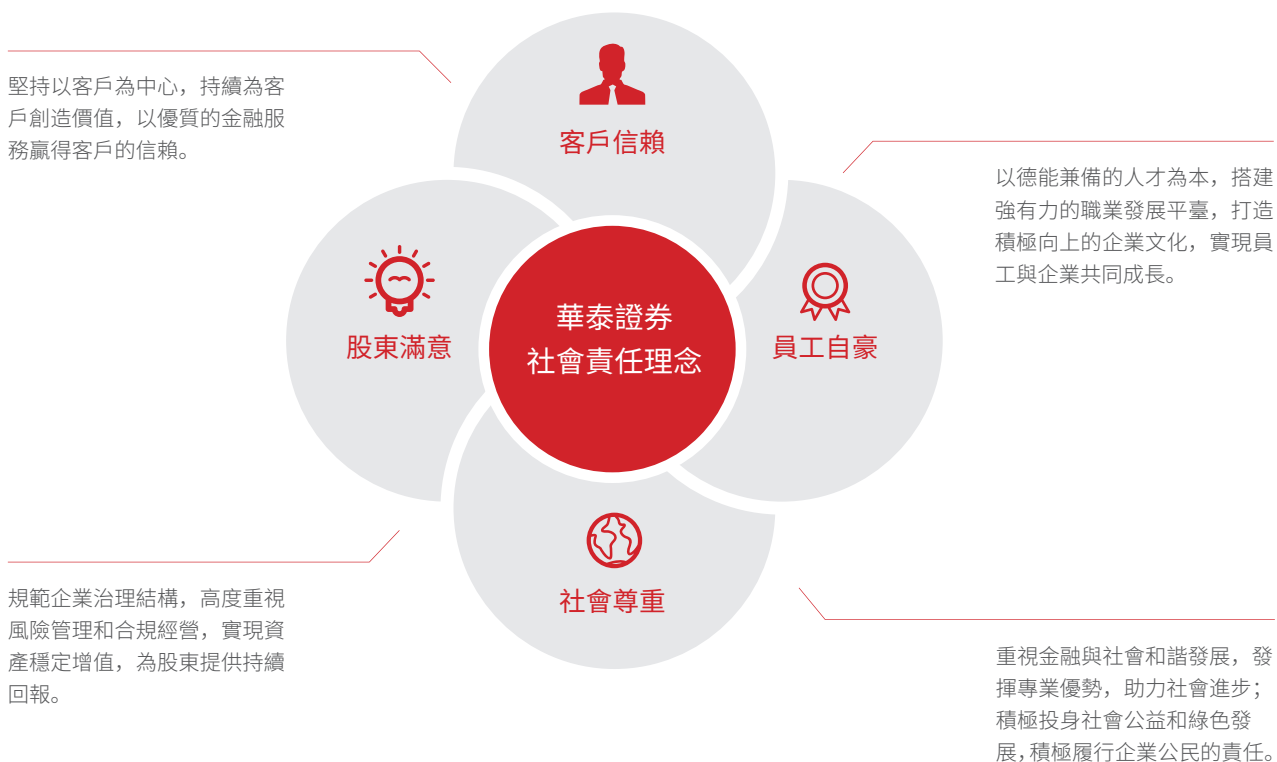 堅持以客戶為中心，持續為客
戶創造價值，以優質的金融服
務贏得客戶的信賴。
客戶信賴
以德能兼備的人才為本，搭建
強有力的職業發展平臺，打造
積極向上的企業文化，實現員
工與企業共同成長。
股東滿意
華泰證券
社會責任理念
員工自豪
規範企業治理結構，高度重視
風險管理和合規經營，實現資
產穩定增值，為股東提供持續
回報。
社會尊重
重視金融與社會和諧發展，發
揮專業優勢，助力社會進步；
積極投身社會公益和綠色發
展，積極履行企業公民的責任。